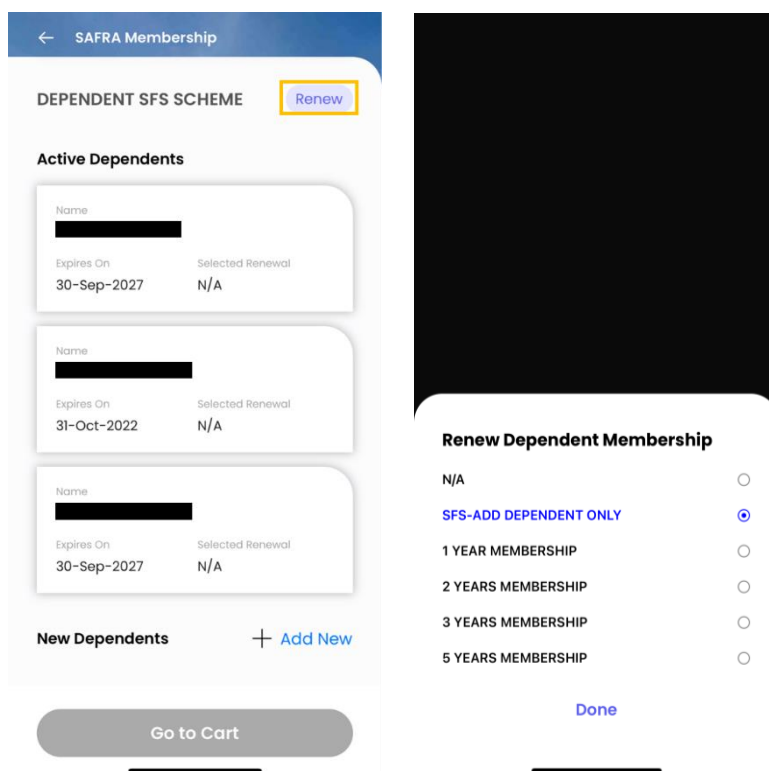 SAFRA Membership
DEPENDENT SFS SCHEME
Renew
Active Dependents
Name
Expires On
Selected Renewal
30-Sep-2027
N/A
Name
Expires On
Selected Renewal
31-Oct-2022
N/A
Name
Expires On
Selected Renewal
30-Sep-2027
N/A
New Dependents
Add New
Go to Cart
Renew Dependent Membership
N/A
SFS-ADD DEPENDENT ONLY
1 YEAR MEMBERSHIP
2 YEARS MEMBERSHIP
3 YEARS MEMBERSHIP
5 YEARS MEMBERSHIP
Done